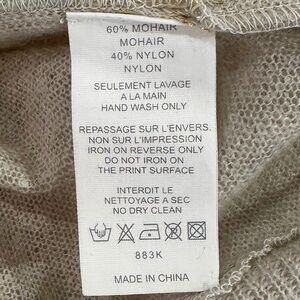 60% MOHAIR
MOHAIR
40% NYLON
NYLON
SEULEMENT LAVAGE
A LA MAIN
HAND WASH ONLY
REPASSAGE SUR L'ENVERS.
NON SUR L'IMPRESSION
IRON ON REVERSE ONLY
DO NOT IRON ON
THE PRINT SURFACE
INTERDIT LE
NETTOYAGE A SEC
NO DRY CLEAN
883K
MADE IN CHINA